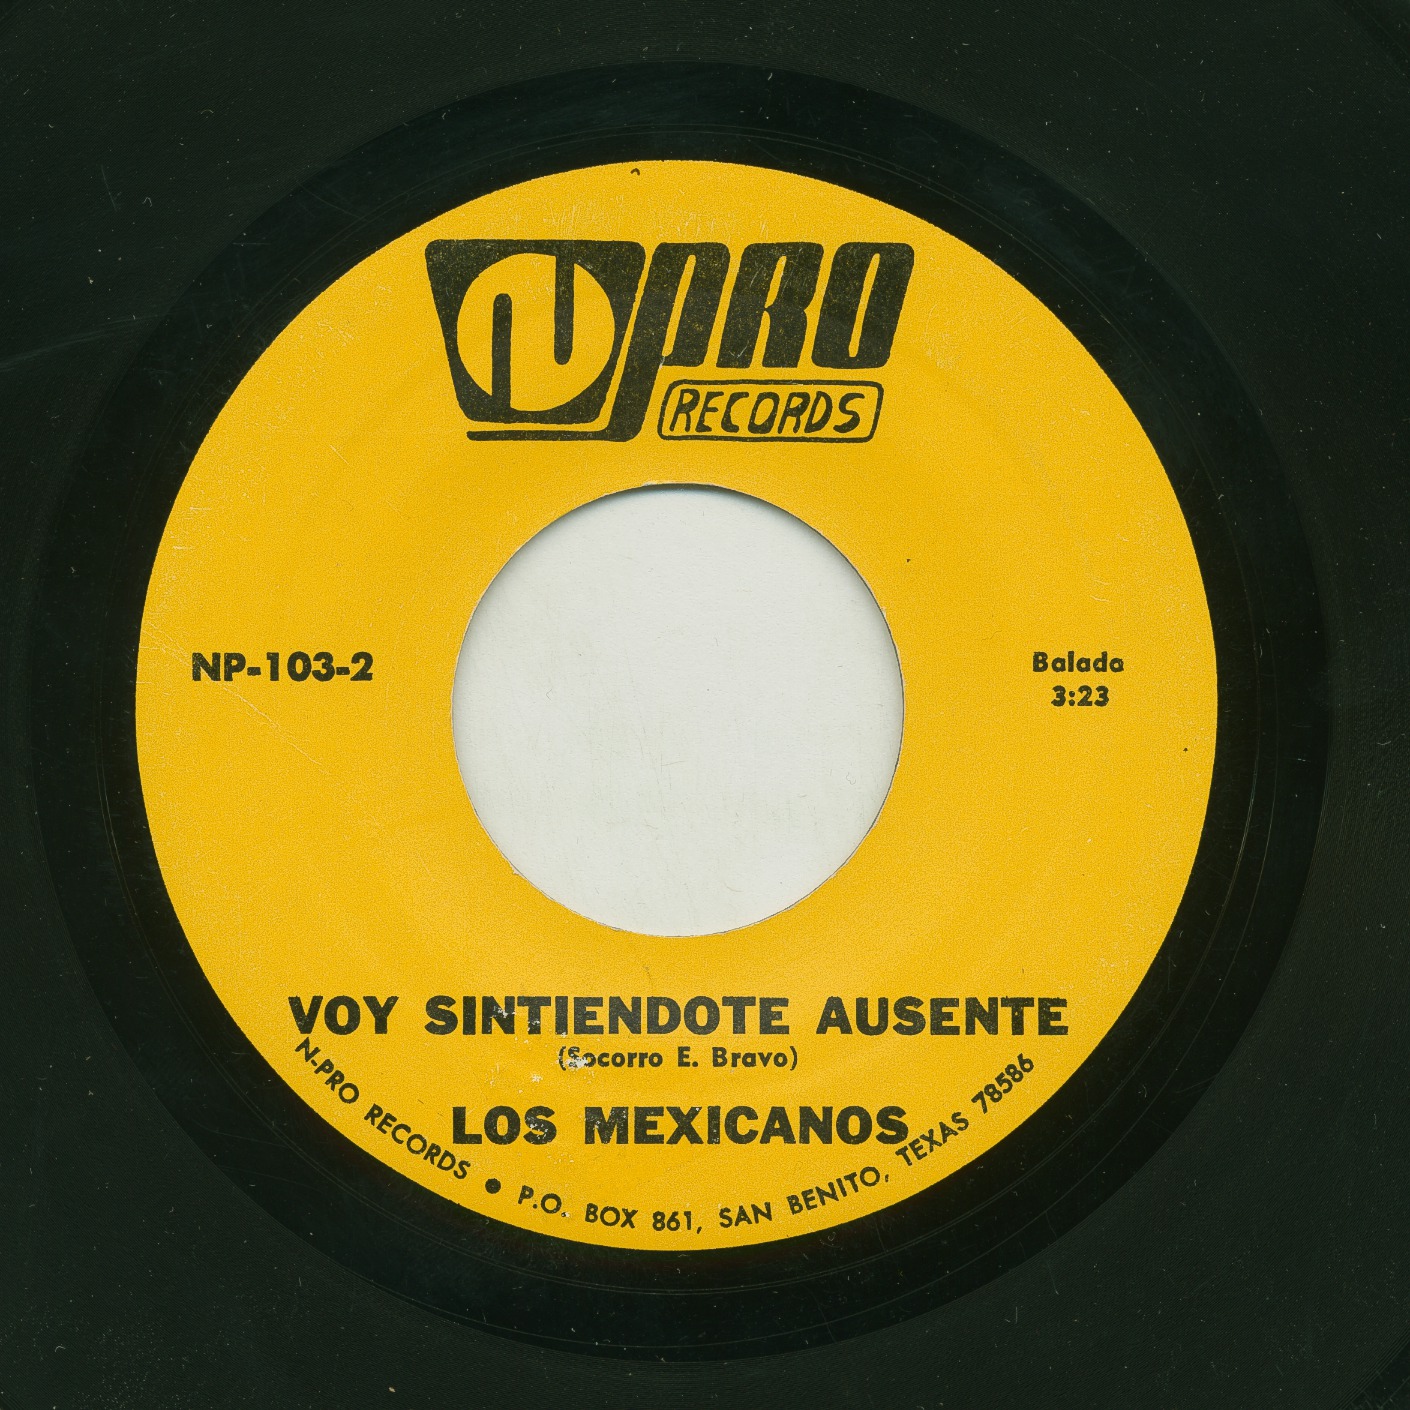 N PRO
RECORDS
NP-103-2
Balada
3:23
VOY SINTIENDOTE AUSENTE
(Socorro E. Bravo)
LOS MEXICANOS
N-PRO RECORDS ● P.O. BOX 861, SAN BENITO, TEXAS 78586